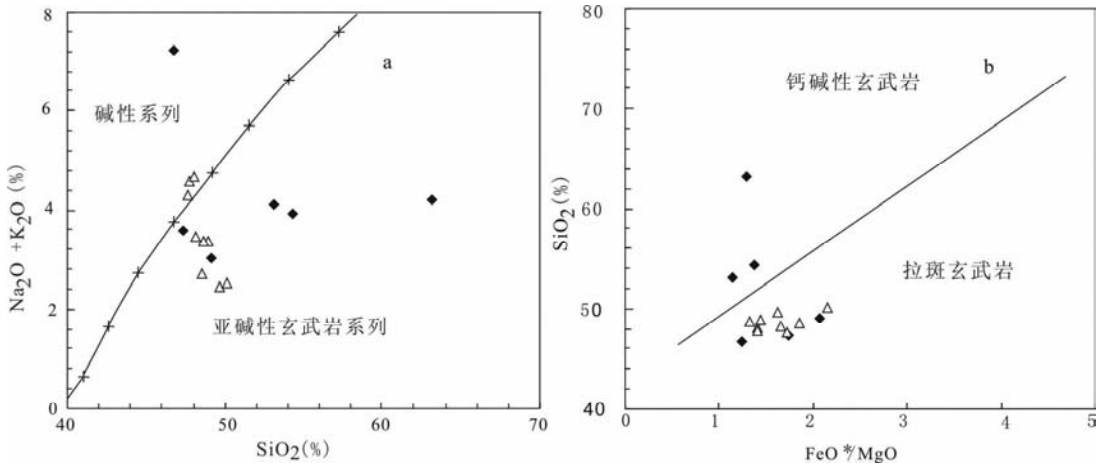 8
6
4
2
0
Na₂O +K₂O (%)
a
碱性系列
亚碱性玄武岩系列
40
50
60
70
SiO₂(%)
80
70
60
50
40
SiO₂(%)
b
钙碱性玄武岩
拉斑玄武岩
0
1
2
3
4
5
FeO*/MgO